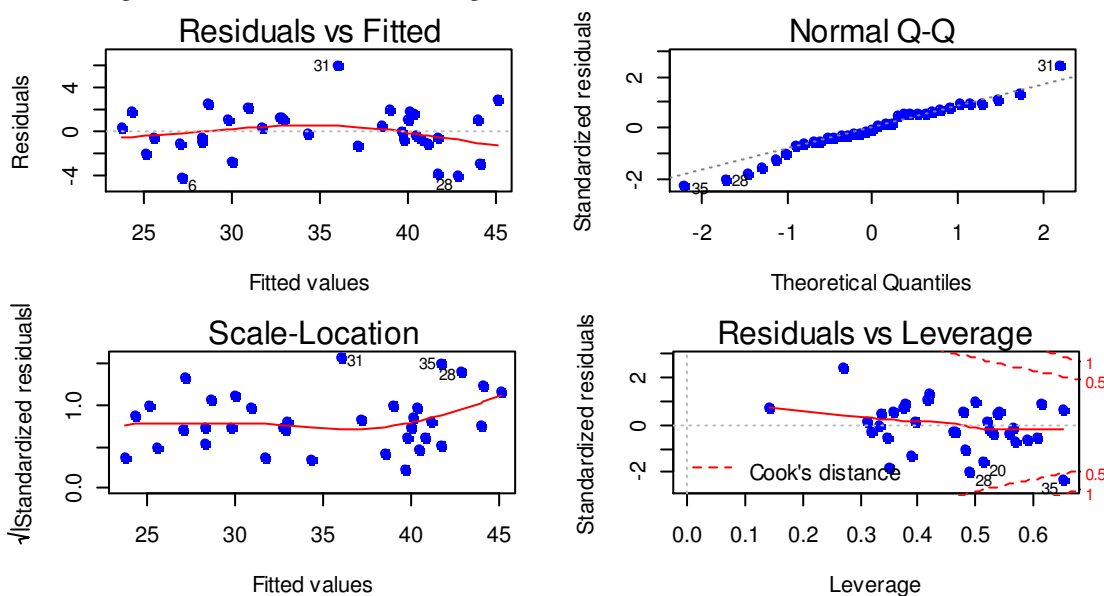 Residuals vs Fitted
Residuals
4
0
-4
31
6
28
25 30 35 40 45
Fitted values
Normal Q-Q
Standardized residuals
2
0
-2
31
35
28
-2 -1 0 1 2
Theoretical Quantiles
Scale-Location
√|Standardized residuals|
1.0
0.0
31
35
28
25 30 35 40 45
Fitted values
Residuals vs Leverage
Standardized residuals
2
0
-2
1
0.5
0.5
1
Cook's distance
20
28
35
0.0 0.1 0.2 0.3 0.4 0.5 0.6
Leverage